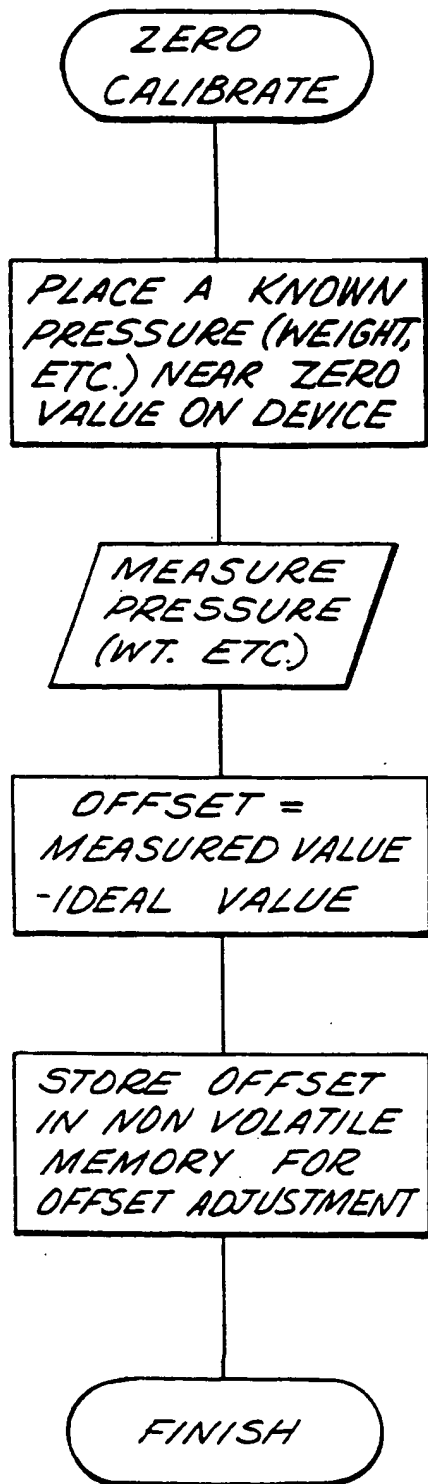 ZERO
CALIBRATE
PLACE A KNOWN
PRESSURE (WEIGHT,
ETC.) NEAR ZERO
VALUE ON DEVICE
MEASURE
PRESSURE
(WT. ETC.)
OFFSET =
MEASURED VALUE
-IDEAL VALUE
STORE OFFSET
IN NON VOLATILE
MEMORY FOR
OFFSET ADJUSTMENT
FINISH